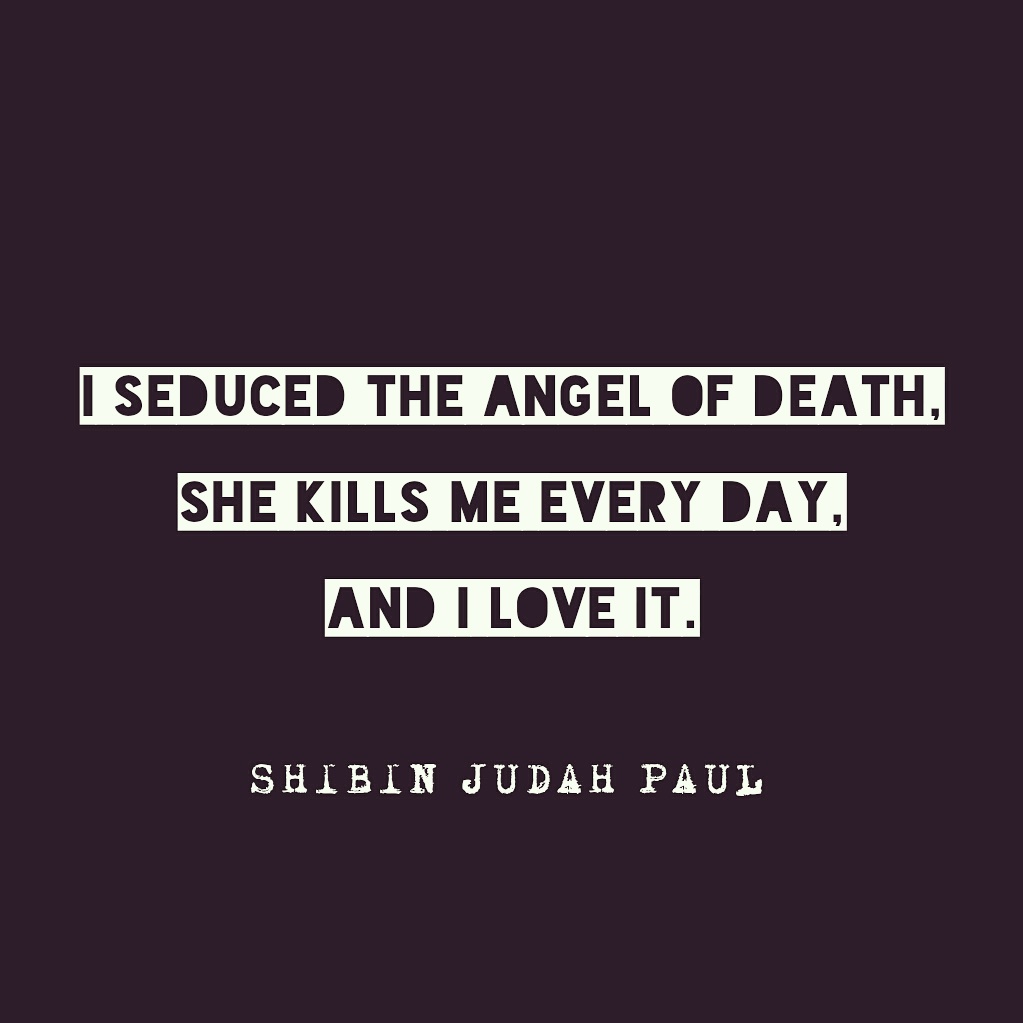 I SEDUCED THE ANGEL OF DEATH,
SHE KILLS ME EVERY DAY,
AND I LOVE IT.
SHIBIN JUDAH PAUL